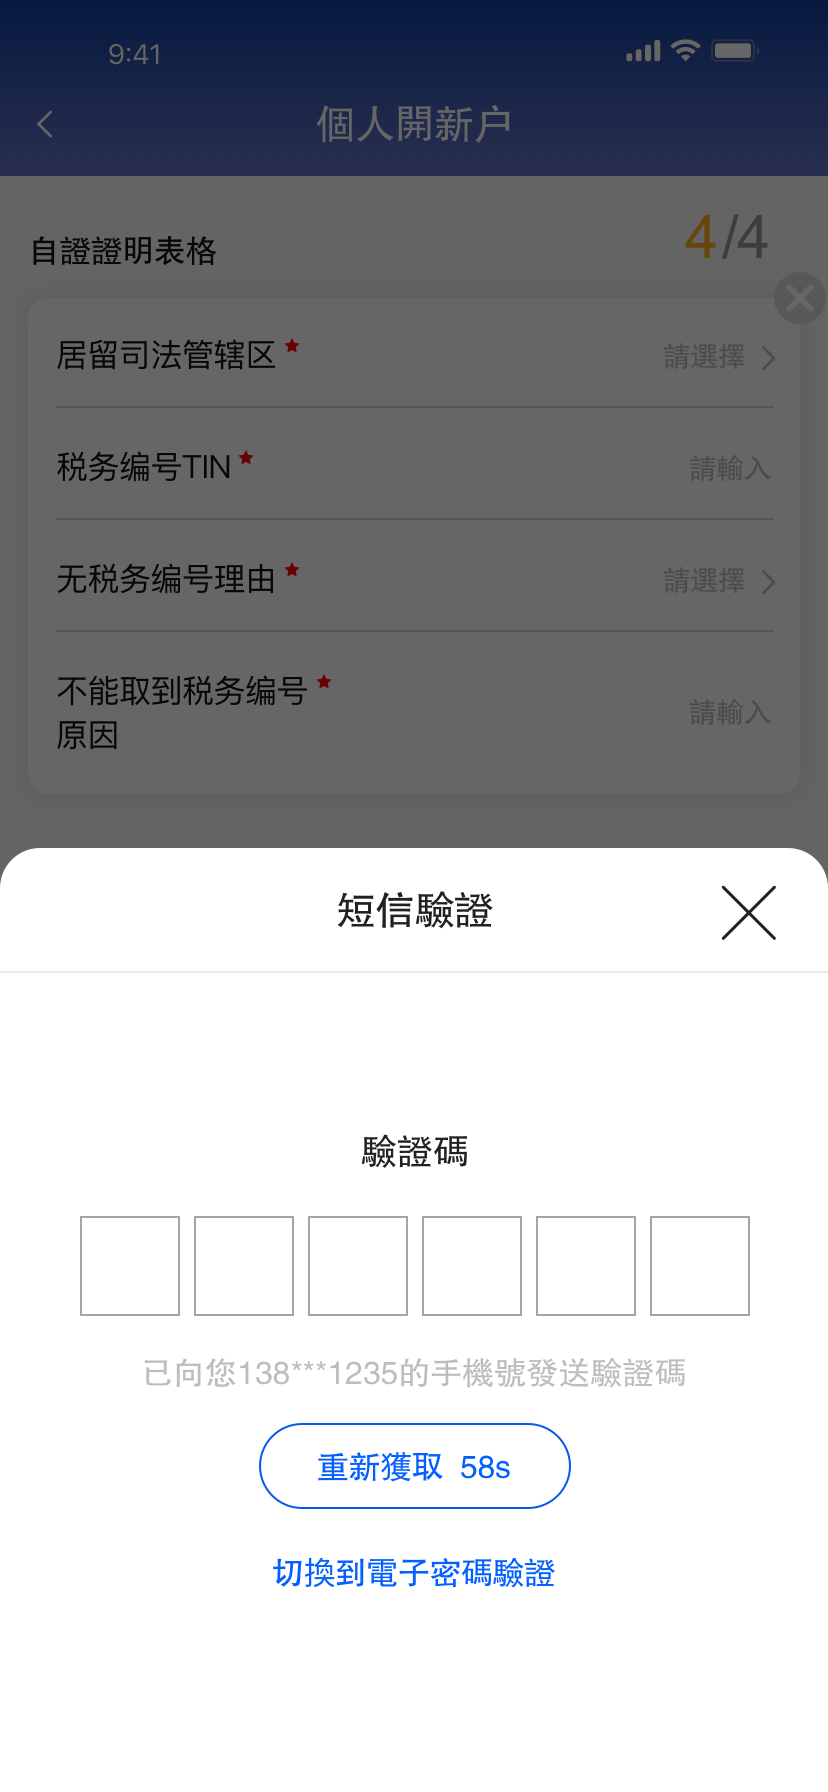 9:41
個人開新户
自證證明表格
4/4
居留司法管辖区 ★ 請選擇
税务编号TIN ★ 請輸入
无税务编号理由 ★ 請選擇
不能取到税务编号 ★
原因
請輸入
短信驗證
驗證碼
已向您138***1235的手機號發送驗證碼
重新獲取 58s
切換到電子密碼驗證